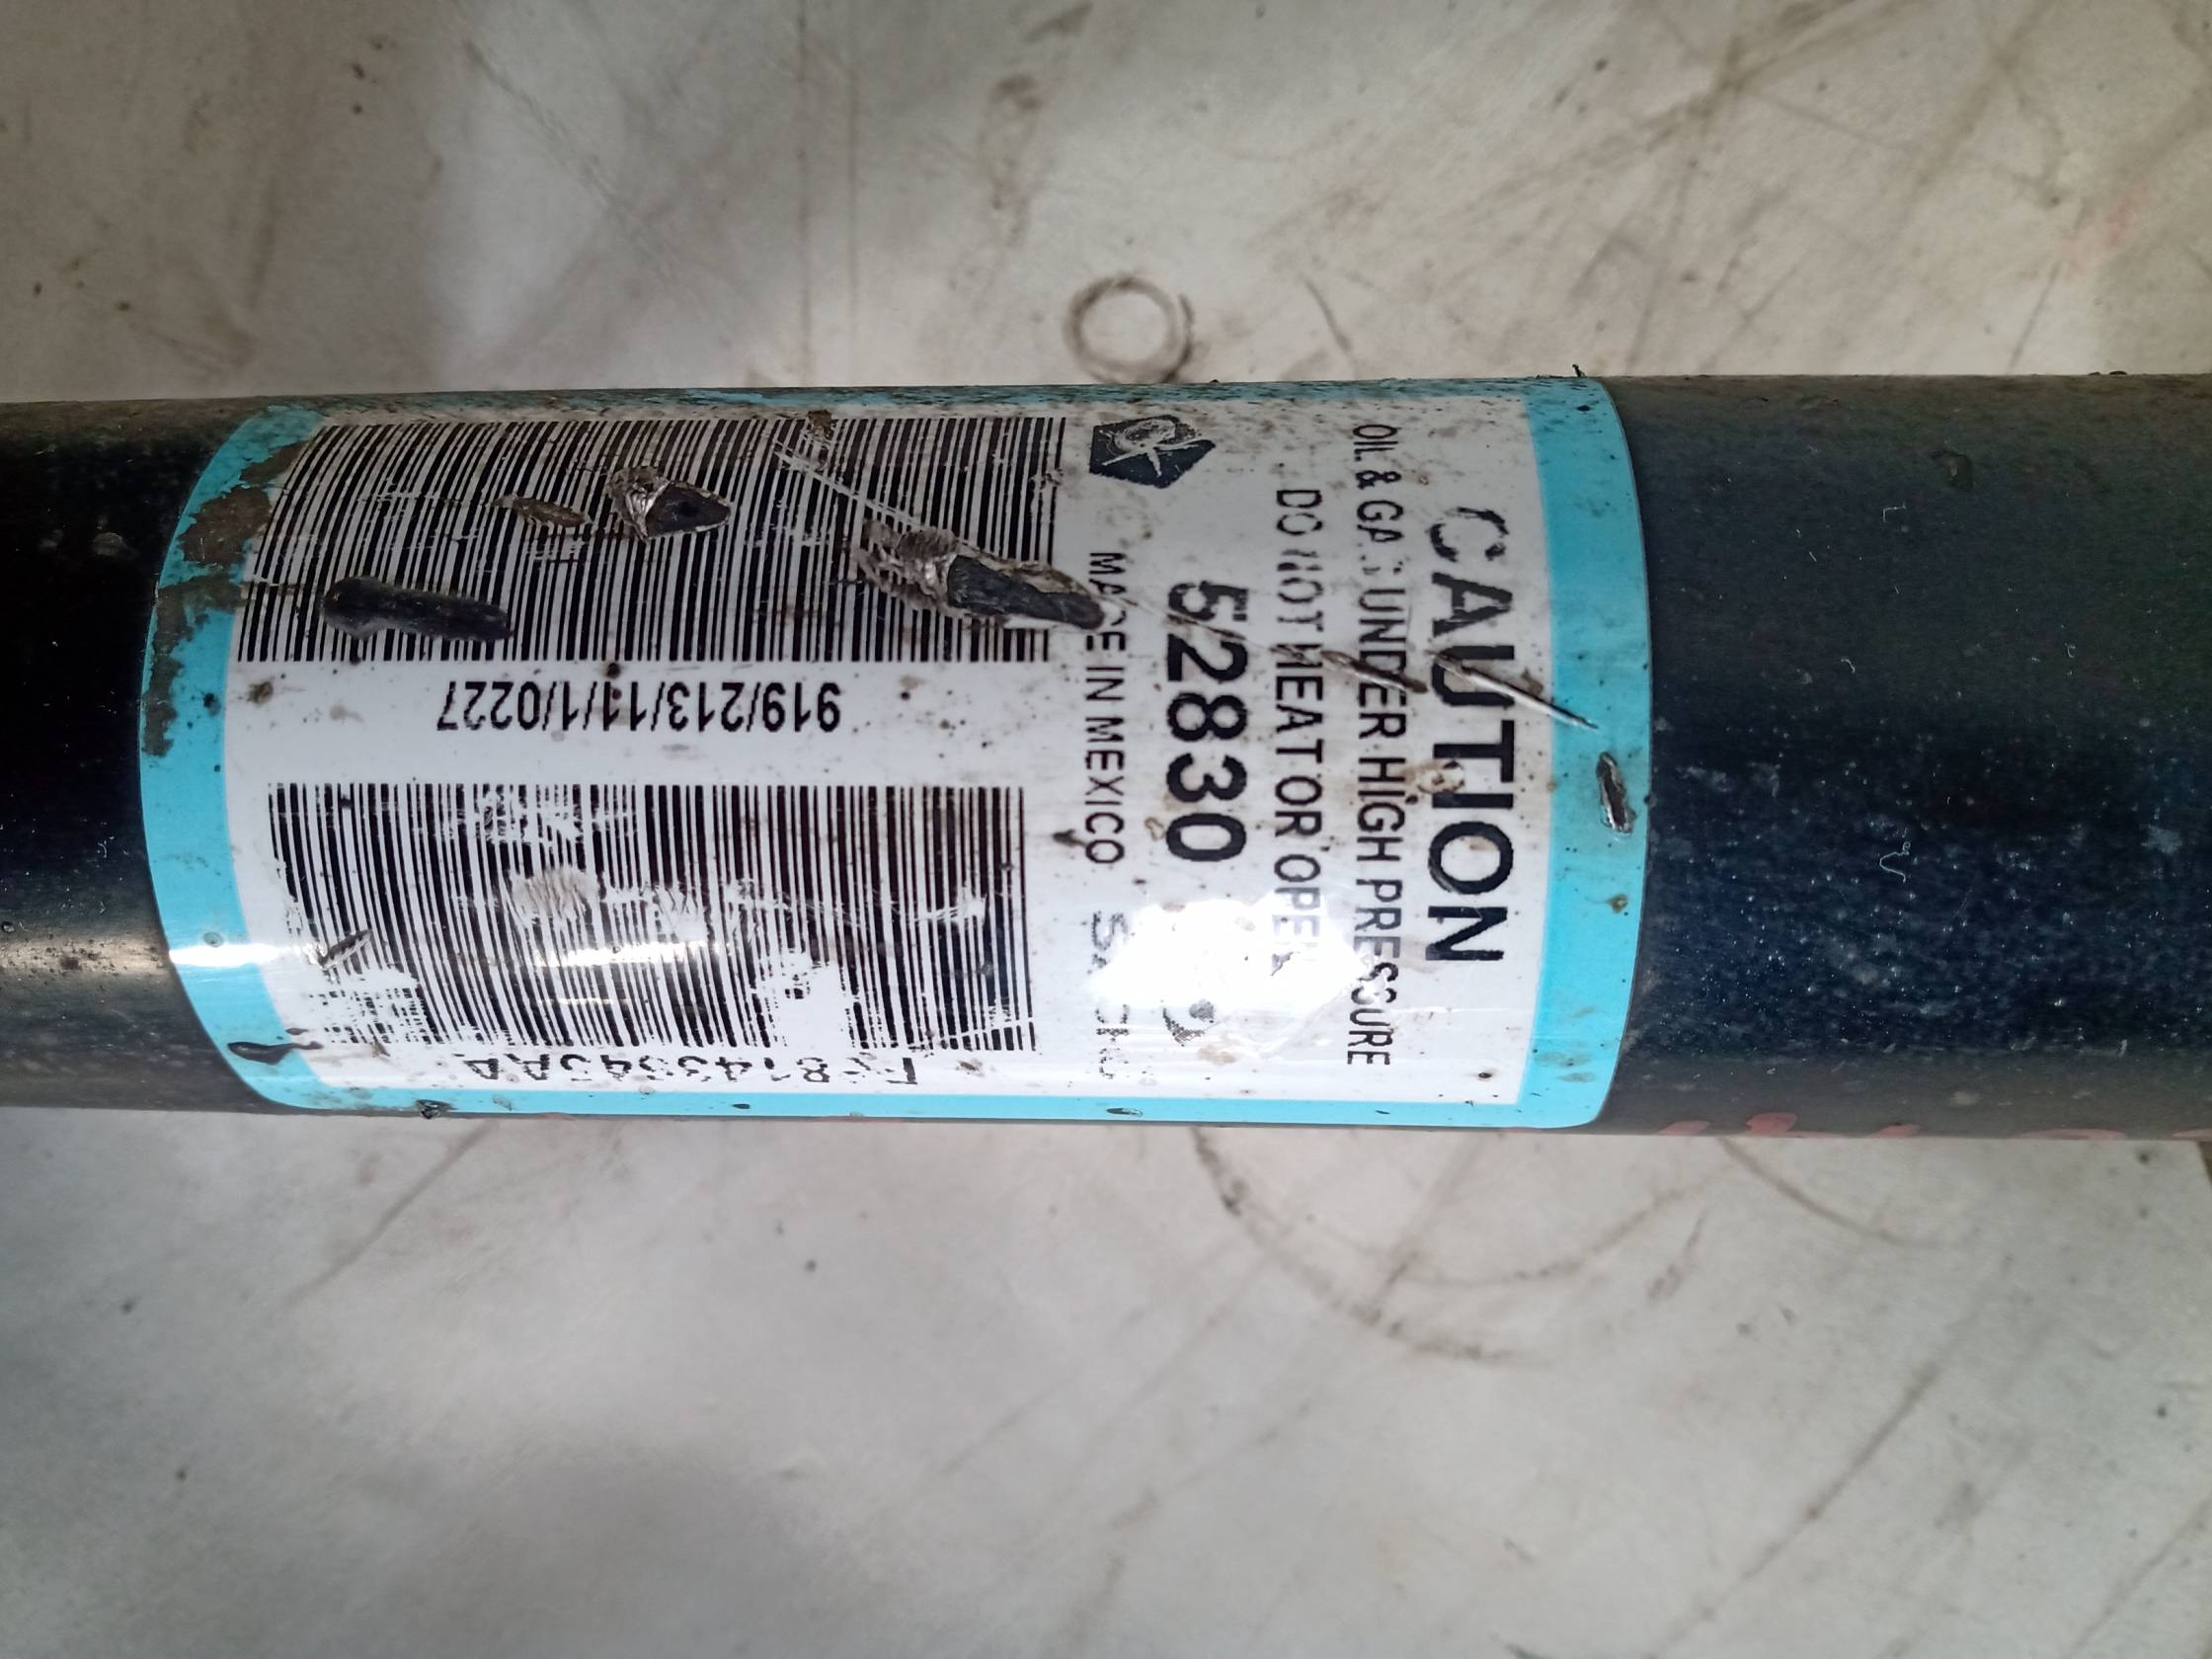 CAUTION
OIL & GAS UNDER HIGH PRESSURE
DO NOT HEAT OR OPEN
52830
MADE IN MEXICO
919/213/11/1/0227